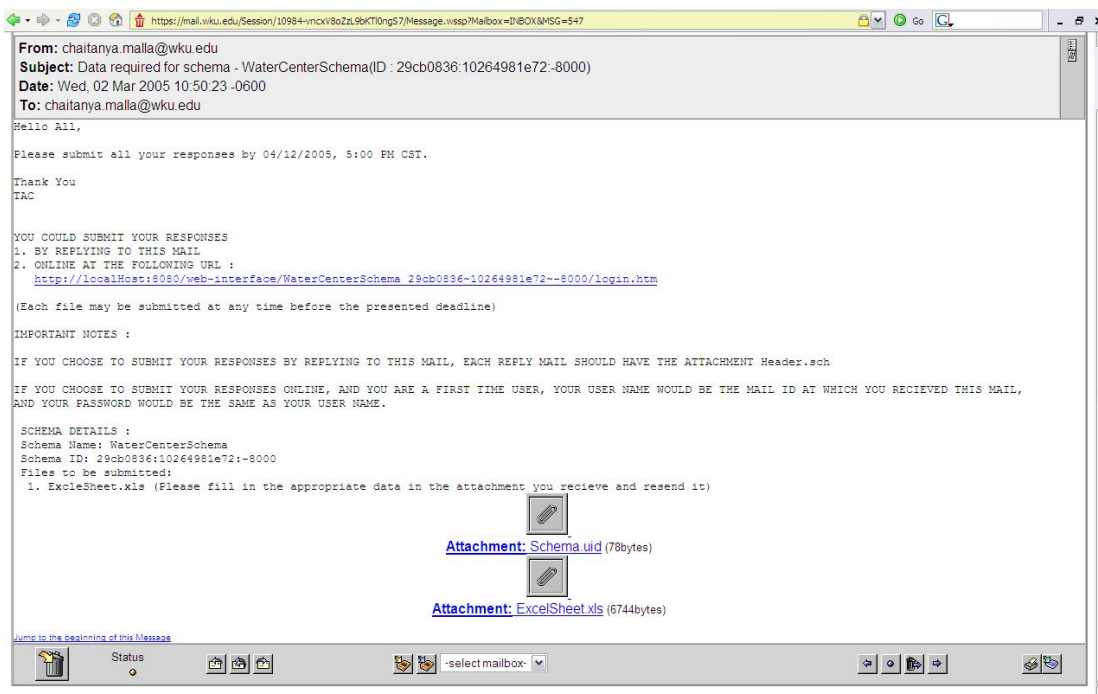 https://mail.wku.edu/Session/10984-vncxV8oZzL9bKTl0ngS7/Message.wssp?Mailbox=INBOX&MSG=547 Go
From: chaitanya.malla@wku.edu
Subject: Data required for schema - WaterCenterSchema(ID : 29cb0836:10264981e72:-8000)
Date: Wed, 02 Mar 2005 10:50:23 -0600
To: chaitanya.malla@wku.edu
Hello All,
Please submit all your responses by 04/12/2005, 5:00 PM CST.
Thank You
TAC
YOU COULD SUBMIT YOUR RESPONSES
1. BY REPLYING TO THIS MAIL
2. ONLINE AT THE FOLLOWING URL :
http://localHost:8080/web-interface/WaterCenterSchema_29cb0836~10264981e72~-8000/login.htm
(Each file may be submitted at any time before the presented deadline)
IMPORTANT NOTES :
IF YOU CHOOSE TO SUBMIT YOUR RESPONSES BY REPLYING TO THIS MAIL, EACH REPLY MAIL SHOULD HAVE THE ATTACHMENT Header.sch
IF YOU CHOOSE TO SUBMIT YOUR RESPONSES ONLINE, AND YOU ARE A FIRST TIME USER, YOUR USER NAME WOULD BE THE MAIL ID AT WHICH YOU RECIEVED THIS MAIL,
AND YOUR PASSWORD WOULD BE THE SAME AS YOUR USER NAME.
SCHEMA DETAILS :
Schema Name: WaterCenterSchema
Schema ID: 29cb0836:10264981e72:-8000
Files to be submitted:
1. ExcleSheet.xls (Please fill in the appropriate data in the attachment you recieve and resend it)
Attachment: Schema.uid (78bytes)
Attachment: ExcelSheet.xls (6744bytes)
Jump to the beginning of this Message
Status
-select mailbox-